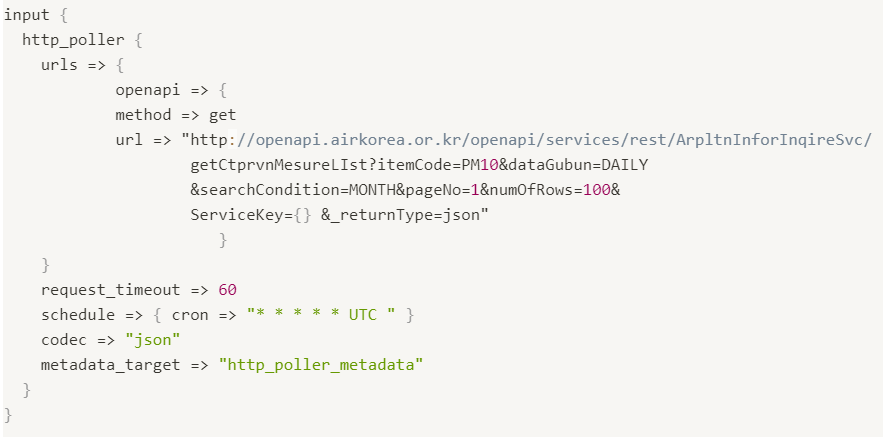 input {
  http_poller {
    urls => {
            openapi => {
            method => get
            url => "http://openapi.airkorea.or.kr/openapi/services/rest/ArpltnInforInqireSvc/
                    getCtprvnMesureLIst?itemCode=PM10&dataGubun=DAILY
                    &searchCondition=MONTH&pageNo=1&numOfRows=100&
                    ServiceKey={} &_returnType=json"
                       }
    }
    request_timeout => 60
    schedule => { cron => "* * * * * UTC " }
    codec => "json"
    metadata_target => "http_poller_metadata"
  }
}